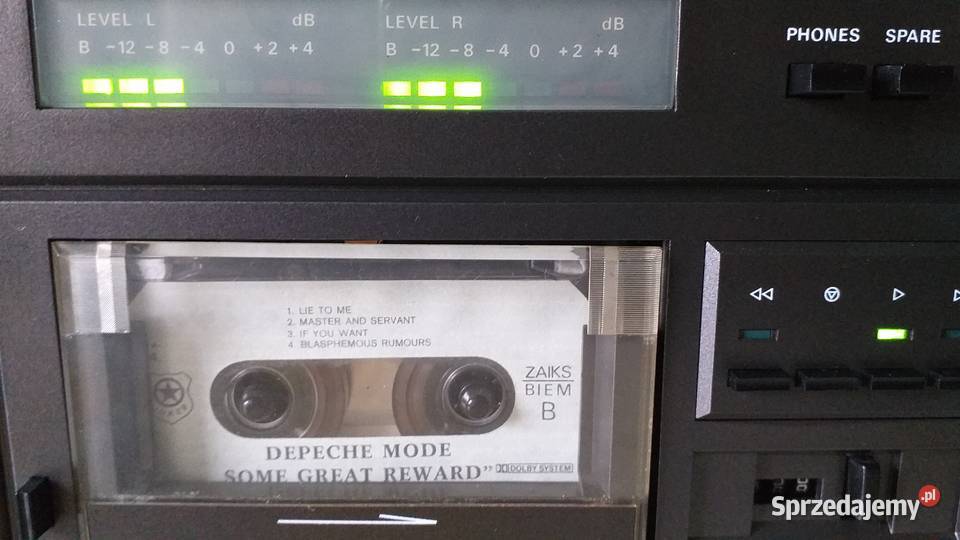 LEVEL L dB
B -12 -8 -4 0 +2 +4
LEVEL R dB
B -12 -8 -4 0 +2 +4
PHONES SPARE
1. LIE TO ME
2. MASTER AND SERVANT
3. IF YOU WANT
4 BLASPHEMOUS RUMOURS
ZAIKS
BIEM
B
DEPECHE MODE
SOME GREAT REWARD”
DOLBY SYSTEM
Sprzedajemy.pl